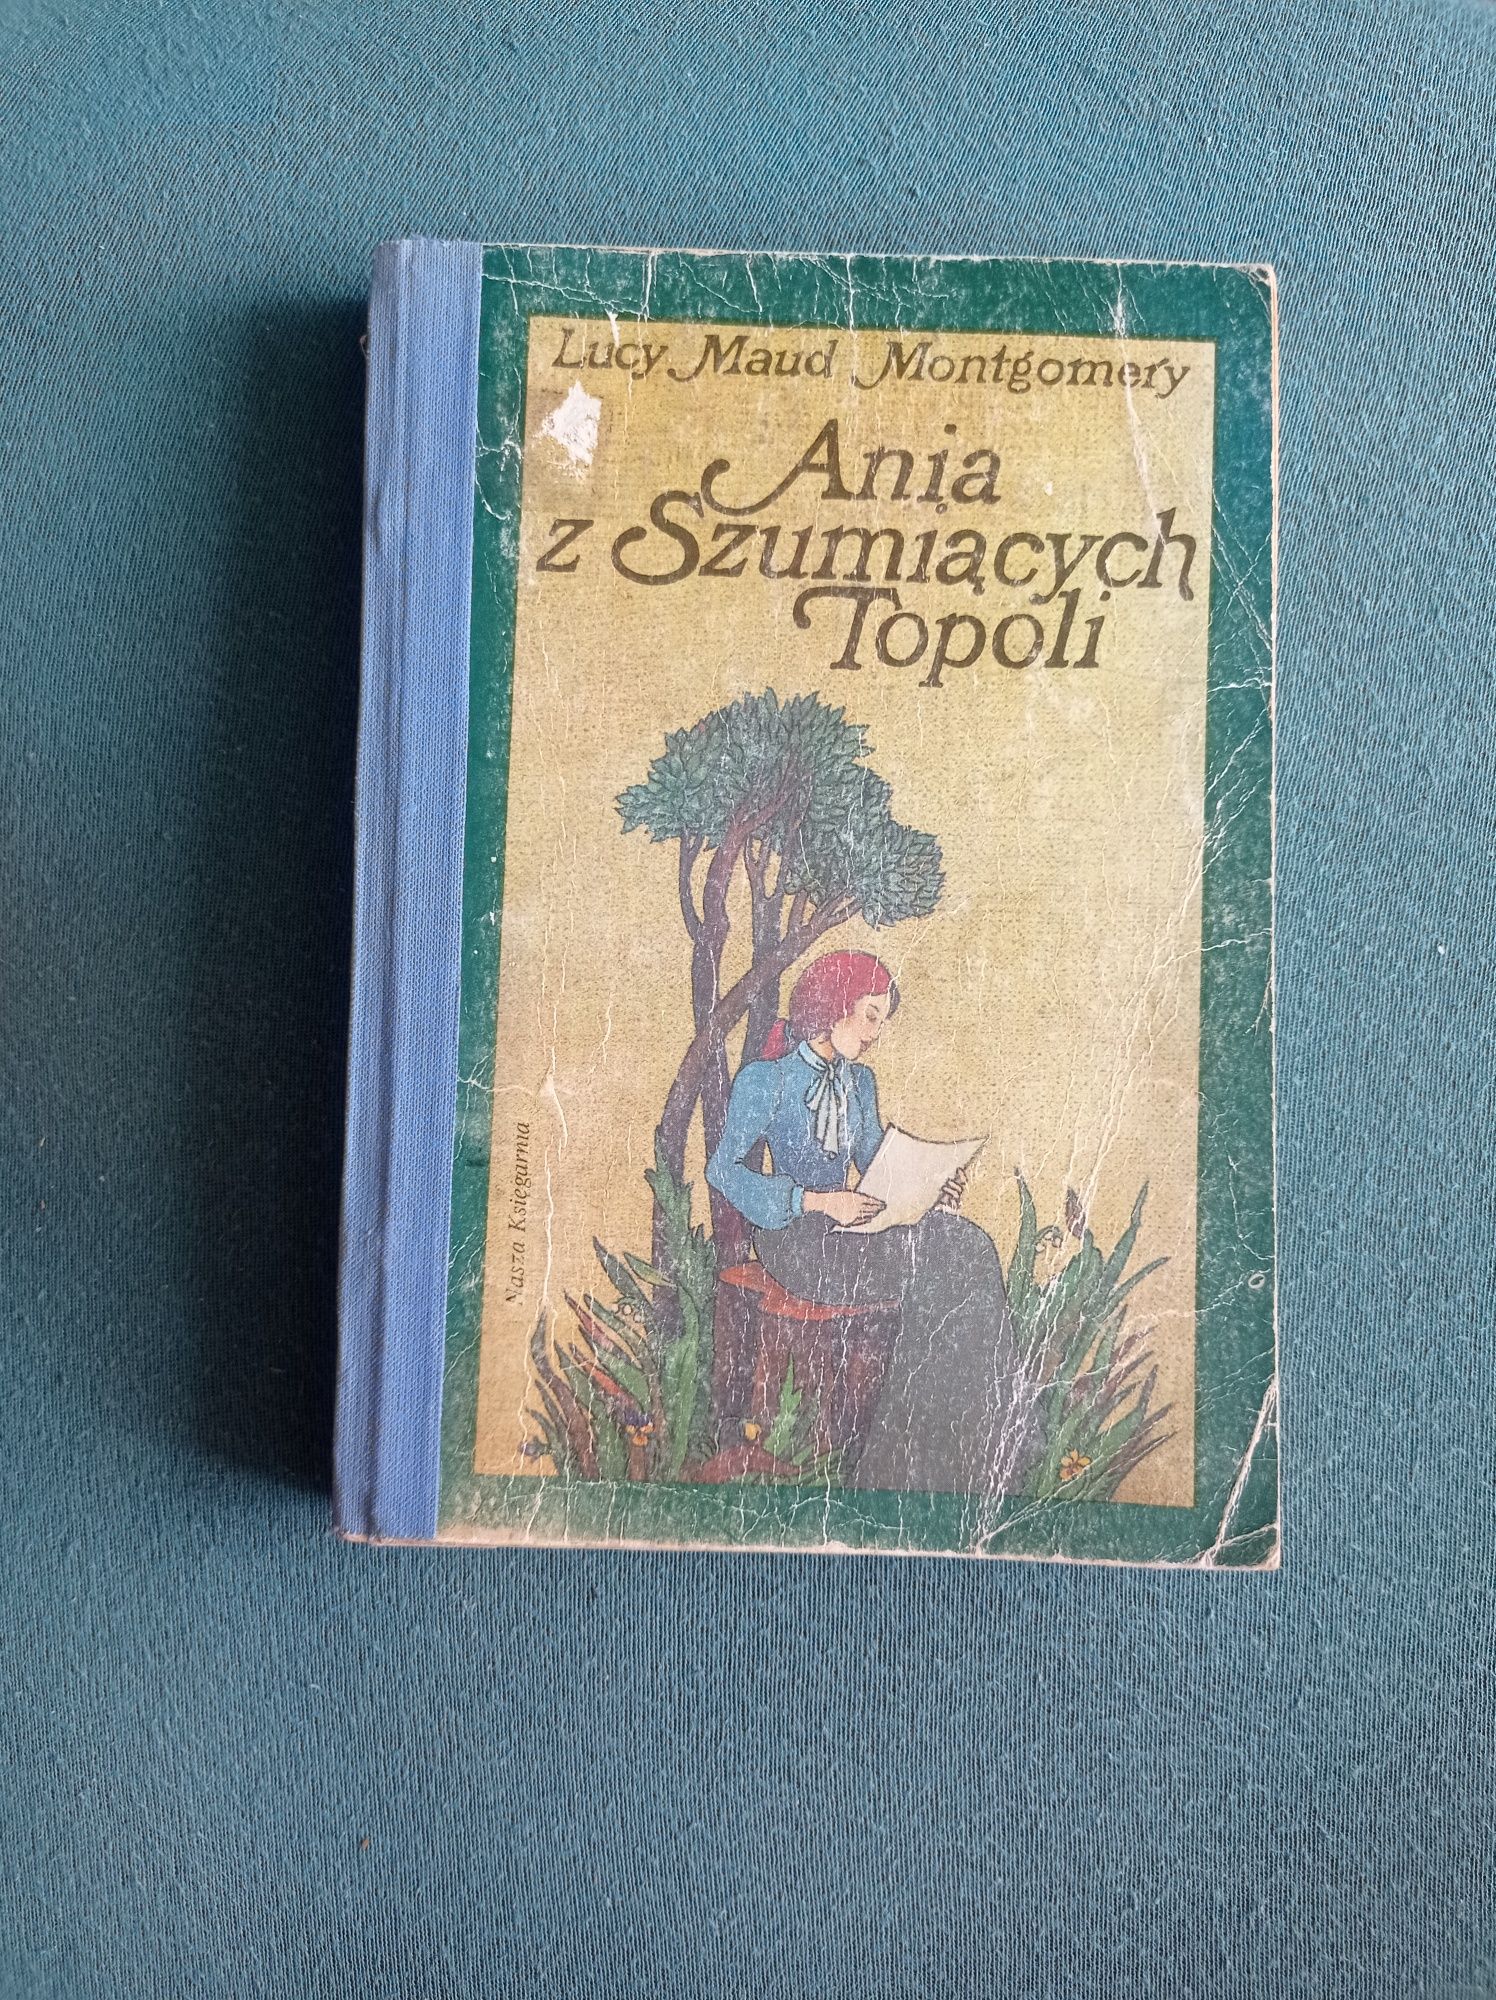 Lucy Maud Montgomery
Ania
z Szumiących
Topoli
Nasza Księgarnia